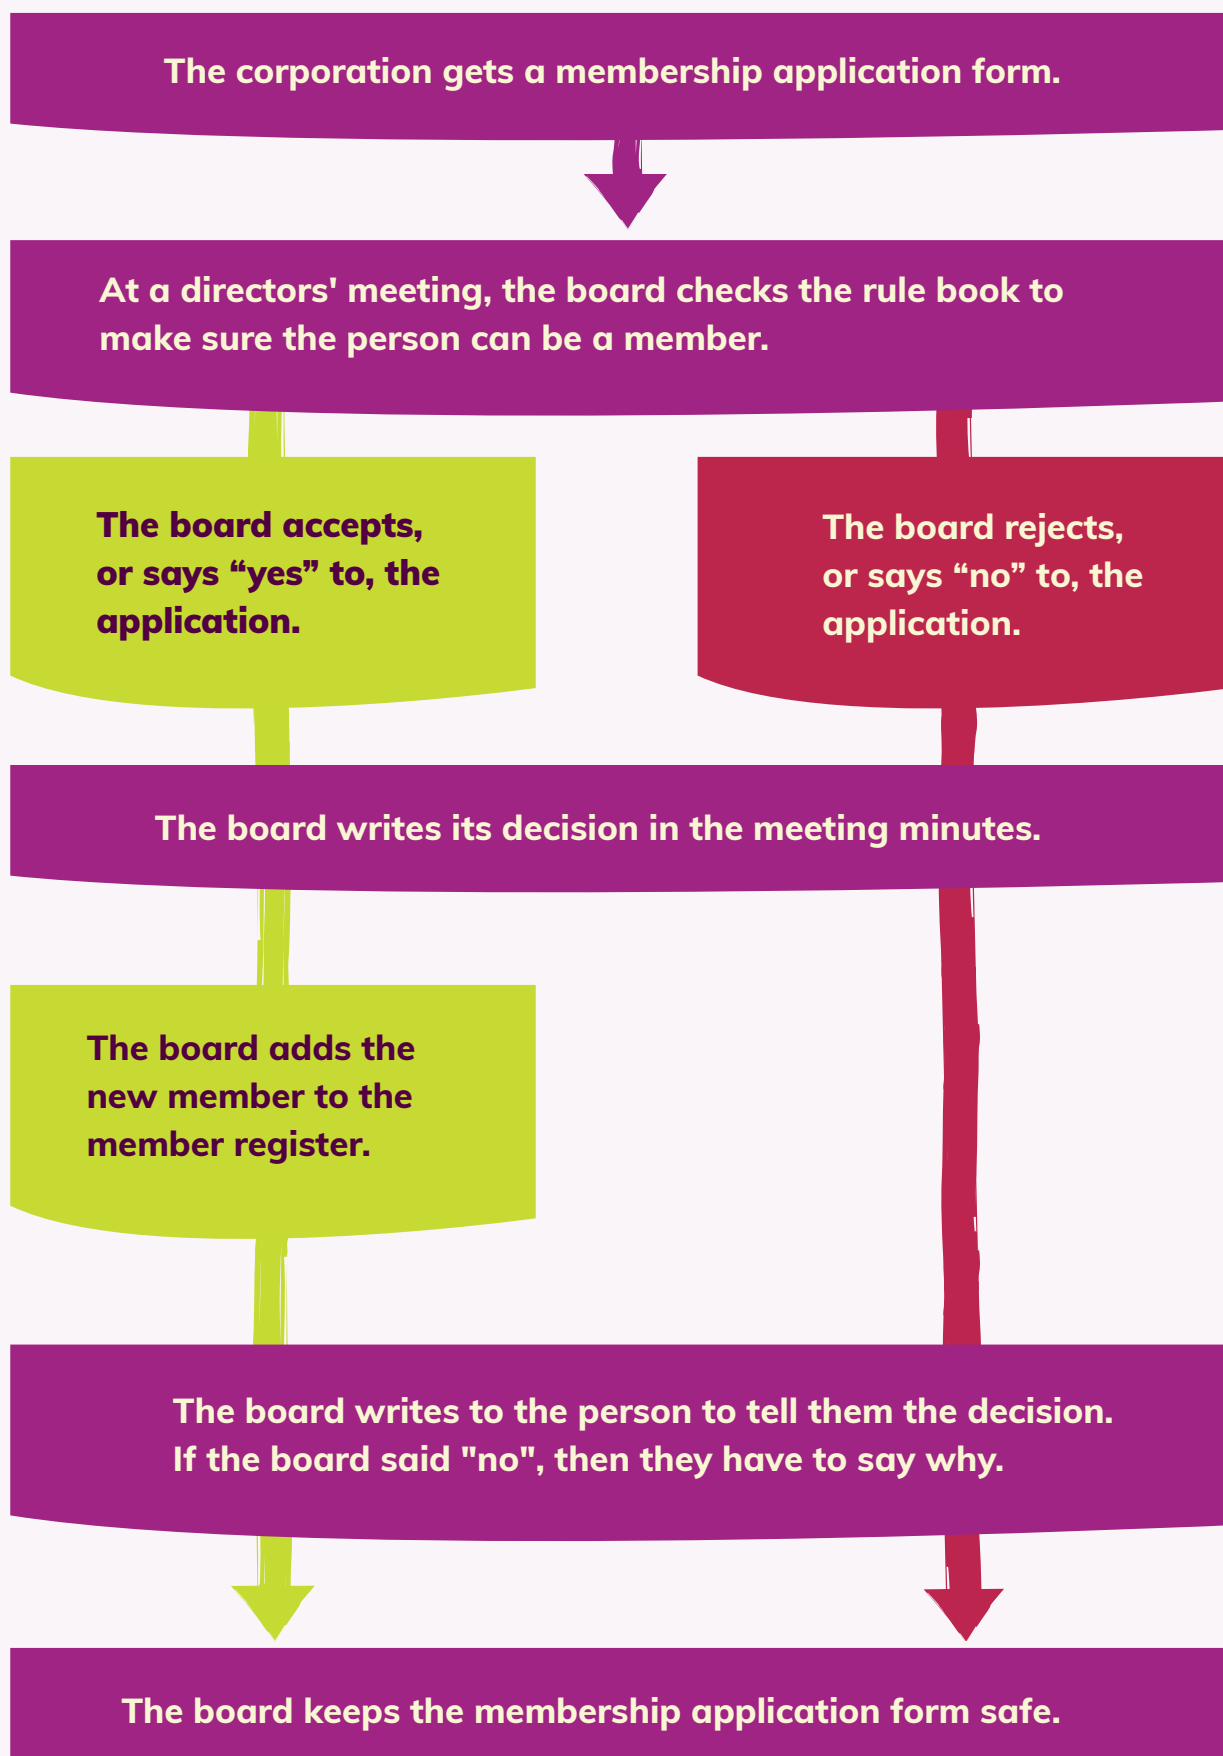 The corporation gets a membership application form.
At a directors' meeting, the board checks the rule book to
make sure the person can be a member.
The board accepts,
or says “yes” to, the
application.
The board rejects,
or says “no” to, the
application.
The board writes its decision in the meeting minutes.
The board adds the
new member to the
member register.
The board writes to the person to tell them the decision.
If the board said "no", then they have to say why.
The board keeps the membership application form safe.